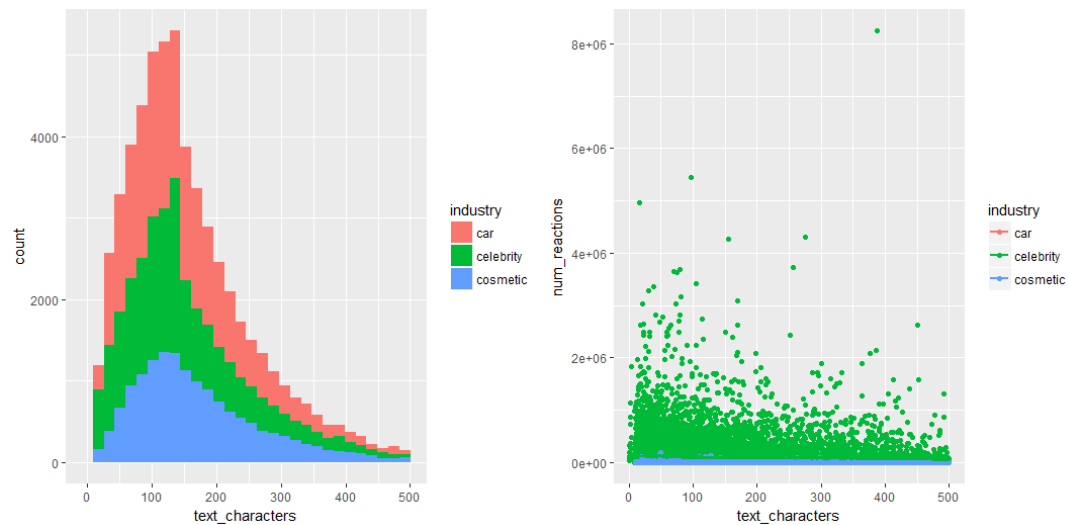 count
4000
2000
0
0
100
200
300
400
500
text_characters
industry
car
celebrity
cosmetic
num_reactions
8e+06
6e+06
4e+06
2e+06
0e+00
0
100
200
300
400
500
text_characters
industry
car
celebrity
cosmetic